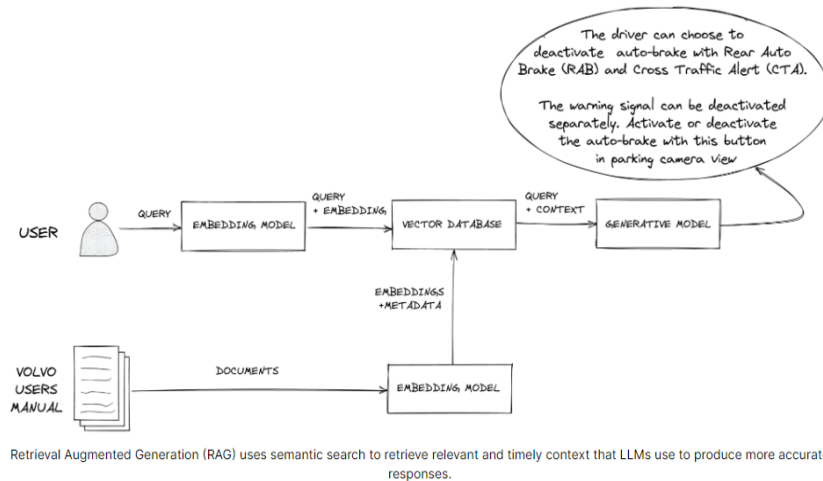 The driver can choose to
deactivate auto-brake with Rear Auto
Brake (RAB) and Cross Traffic Alert (CTA).
The warning signal can be deactivated
separately. Activate or deactivate
the auto-brake with this button
in parking camera view
USER
QUERY
EMBEDDING MODEL
QUERY
+ EMBEDDING
VECTOR DATABASE
QUERY
+ CONTEXT
GENERATIVE MODEL
EMBEDDINGS
+METADATA
VOLVO
USERS
MANUAL
DOCUMENTS
EMBEDDING MODEL
Retrieval Augmented Generation (RAG) uses semantic search to retrieve relevant and timely context that LLMs use to produce more accurat
responses.